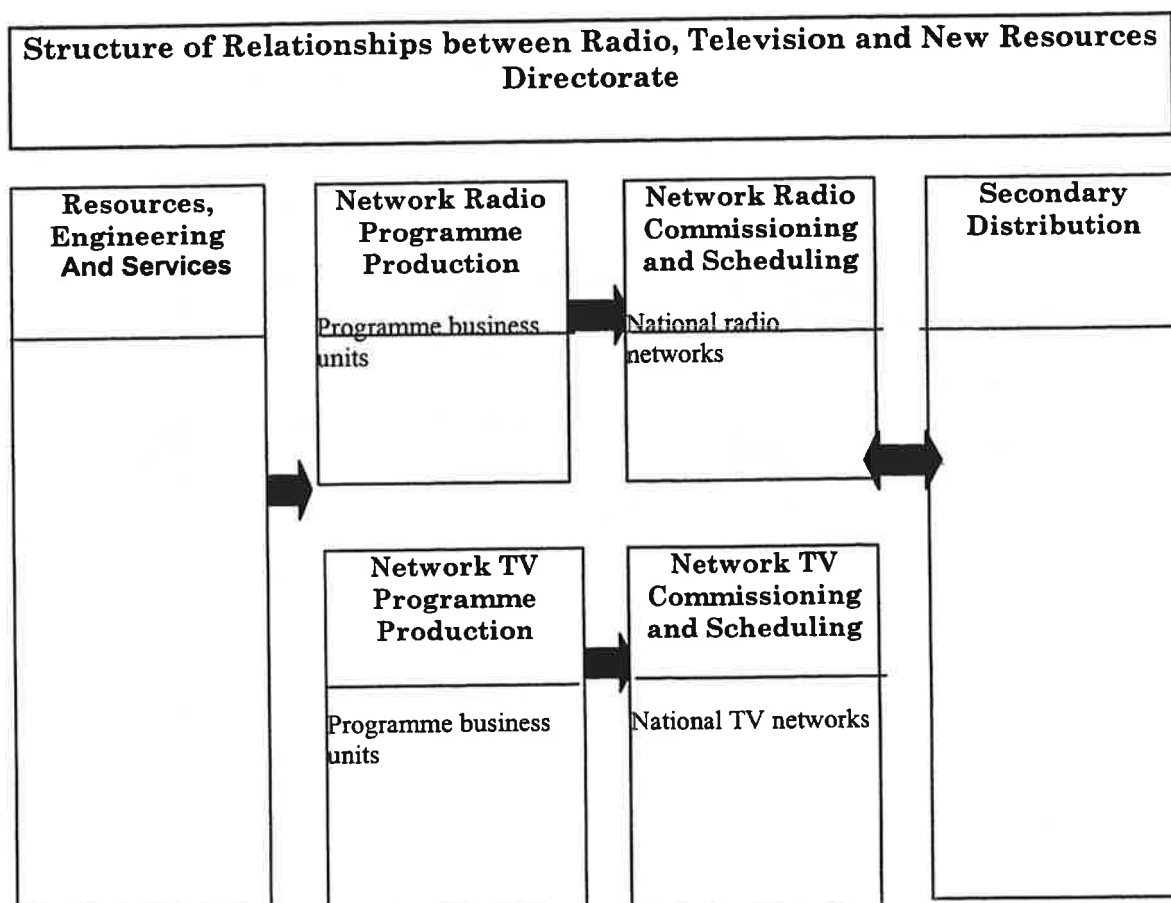 Structure of Relationships between Radio, Television and New Resources
Directorate
Resources,
Engineering
And Services
Network Radio
Programme
Production
Programme business
units
Network Radio
Commissioning
and Scheduling
National radio
networks
Secondary
Distribution
Network TV
Programme
Production
Programme business
units
Network TV
Commissioning
and Scheduling
National TV networks